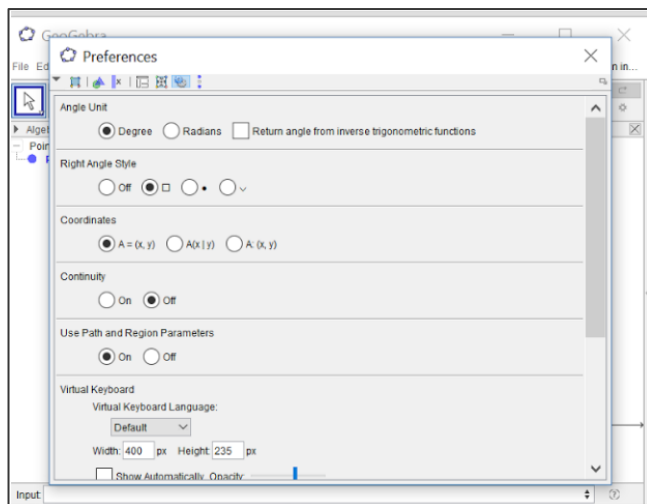 GeoGebra
Preferences
File Ed
n in...
Angle Unit
Degree Radians Return angle from inverse trigonometric functions
Algeb
Poin
Right Angle Style
Off
Coordinates
A = (x, y) A(x | y) A: (x, y)
Continuity
On Off
Use Path and Region Parameters
On Off
Virtual Keyboard
Virtual Keyboard Language:
Default
Width: 400 px Height: 235 px
Show Automatically Opacity:
Input: